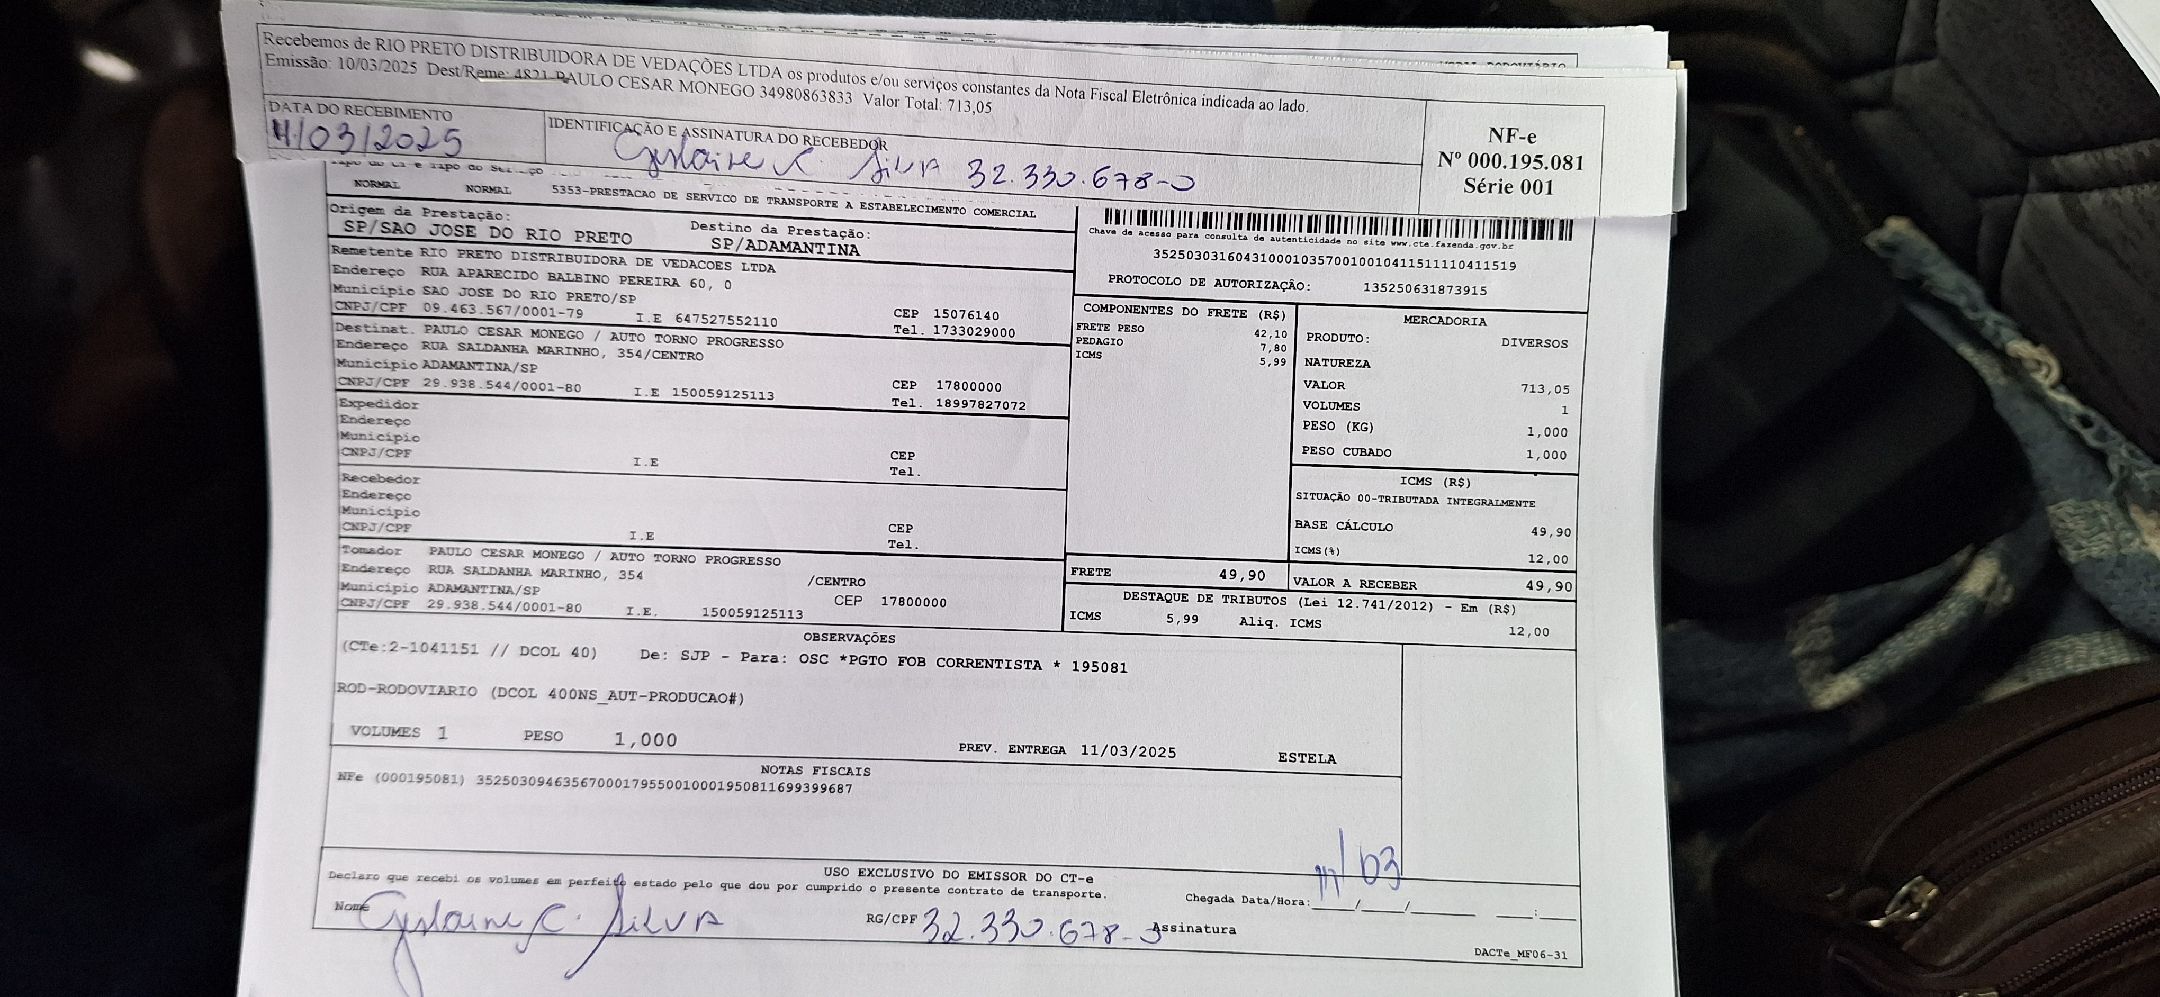 Recebemos de RIO PRETO DISTRIBUIDORA DE VEDAÇÕES LTDA os produtos e/ou serviços constantes da Nota Fiscal Eletrônica indicada ao lado.
Emissão: 10/03/2025 Dest/Reme: 4821 PAULO CESAR MONEGO 34980863833 Valor Total: 713,05
DATA DO RECEBIMENTO
11/03/2025
IDENTIFICAÇÃO E ASSINATURA DO RECEBEDOR
Silva 32.330.678-0
NF-e
Nº 000.195.081
Série 001
NORMAL NORMAL 5353-PRESTACAO DE SERVICO DE TRANSPORTE A ESTABELECIMENTO COMERCIAL
Origem da Prestação:
SP/SAO JOSE DO RIO PRETO
Destino da Prestação:
SP/ADAMANTINA
Remetente RIO PRETO DISTRIBUIDORA DE VEDACOES LTDA
Endereço RUA APARECIDO BALBINO PEREIRA 60, 0
Município SAO JOSE DO RIO PRETO/SP CEP 15076140
CNPJ/CPF 09.463.567/0001-79 I.E 647527552110 Tel. 1733029000
Destinat. PAULO CESAR MONEGO / AUTO TORNO PROGRESSO
Endereço RUA SALDANHA MARINHO, 354/CENTRO
Município ADAMANTINA/SP CEP 17800000
CNPJ/CPF 29.938.544/0001-80 I.E 150059125113 Tel. 18997827072
Expedidor
Endereço
Município CEP
CNPJ/CPF I.E Tel.
Recebedor
Endereço
Município CEP
CNPJ/CPF I.E Tel.
Tomador PAULO CESAR MONEGO / AUTO TORNO PROGRESSO
Endereço RUA SALDANHA MARINHO, 354 /CENTRO
Município ADAMANTINA/SP CEP 17800000
CNPJ/CPF 29.938.544/0001-80 I.E. 150059125113
Chave de acesso para consulta de autenticidade no site www.cte.fazenda.gov.br
35250303160431000103570010010411511110411519
PROTOCOLO DE AUTORIZAÇÃO: 135250631873915
COMPONENTES DO FRETE (R$)
FRETE PESO 42,10
PEDAGIO 7,80
ICMS 5,99
MERCADORIA
PRODUTO: DIVERSOS
NATUREZA
VALOR 713,05
VOLUMES 1
PESO (KG) 1,000
PESO CUBADO 1,000
ICMS (R$)
SITUAÇÃO 00-TRIBUTADA INTEGRALMENTE
BASE CÁLCULO 49,90
ICMS(%) 12,00
FRETE 49,90
VALOR A RECEBER 49,90
DESTAQUE DE TRIBUTOS (Lei 12.741/2012) - Em (R$)
ICMS 5,99 Aliq. ICMS 12,00
OBSERVAÇÕES
(CTe:2-1041151 // DCOL 40) De: SJP - Para: OSC *PGTO FOB CORRENTISTA * 195081
ROD-RODOVIARIO (DCOL 400NS_AUT-PRODUCAO#)
VOLUMES 1 PESO 1,000 PREV. ENTREGA 11/03/2025 ESTELA
NOTAS FISCAIS
NFe (000195081) 35250309463567000179550010001950811699399687
USO EXCLUSIVO DO EMISSOR DO CT-e
Declaro que recebi os volumes em perfeito estado pelo que dou por cumprido o presente contrato de transporte.
Chegada Data/Hora: 11/03
Nome C. Silva RG/CPF 32.330.678-0 Assinatura
DACTe_MF06-31